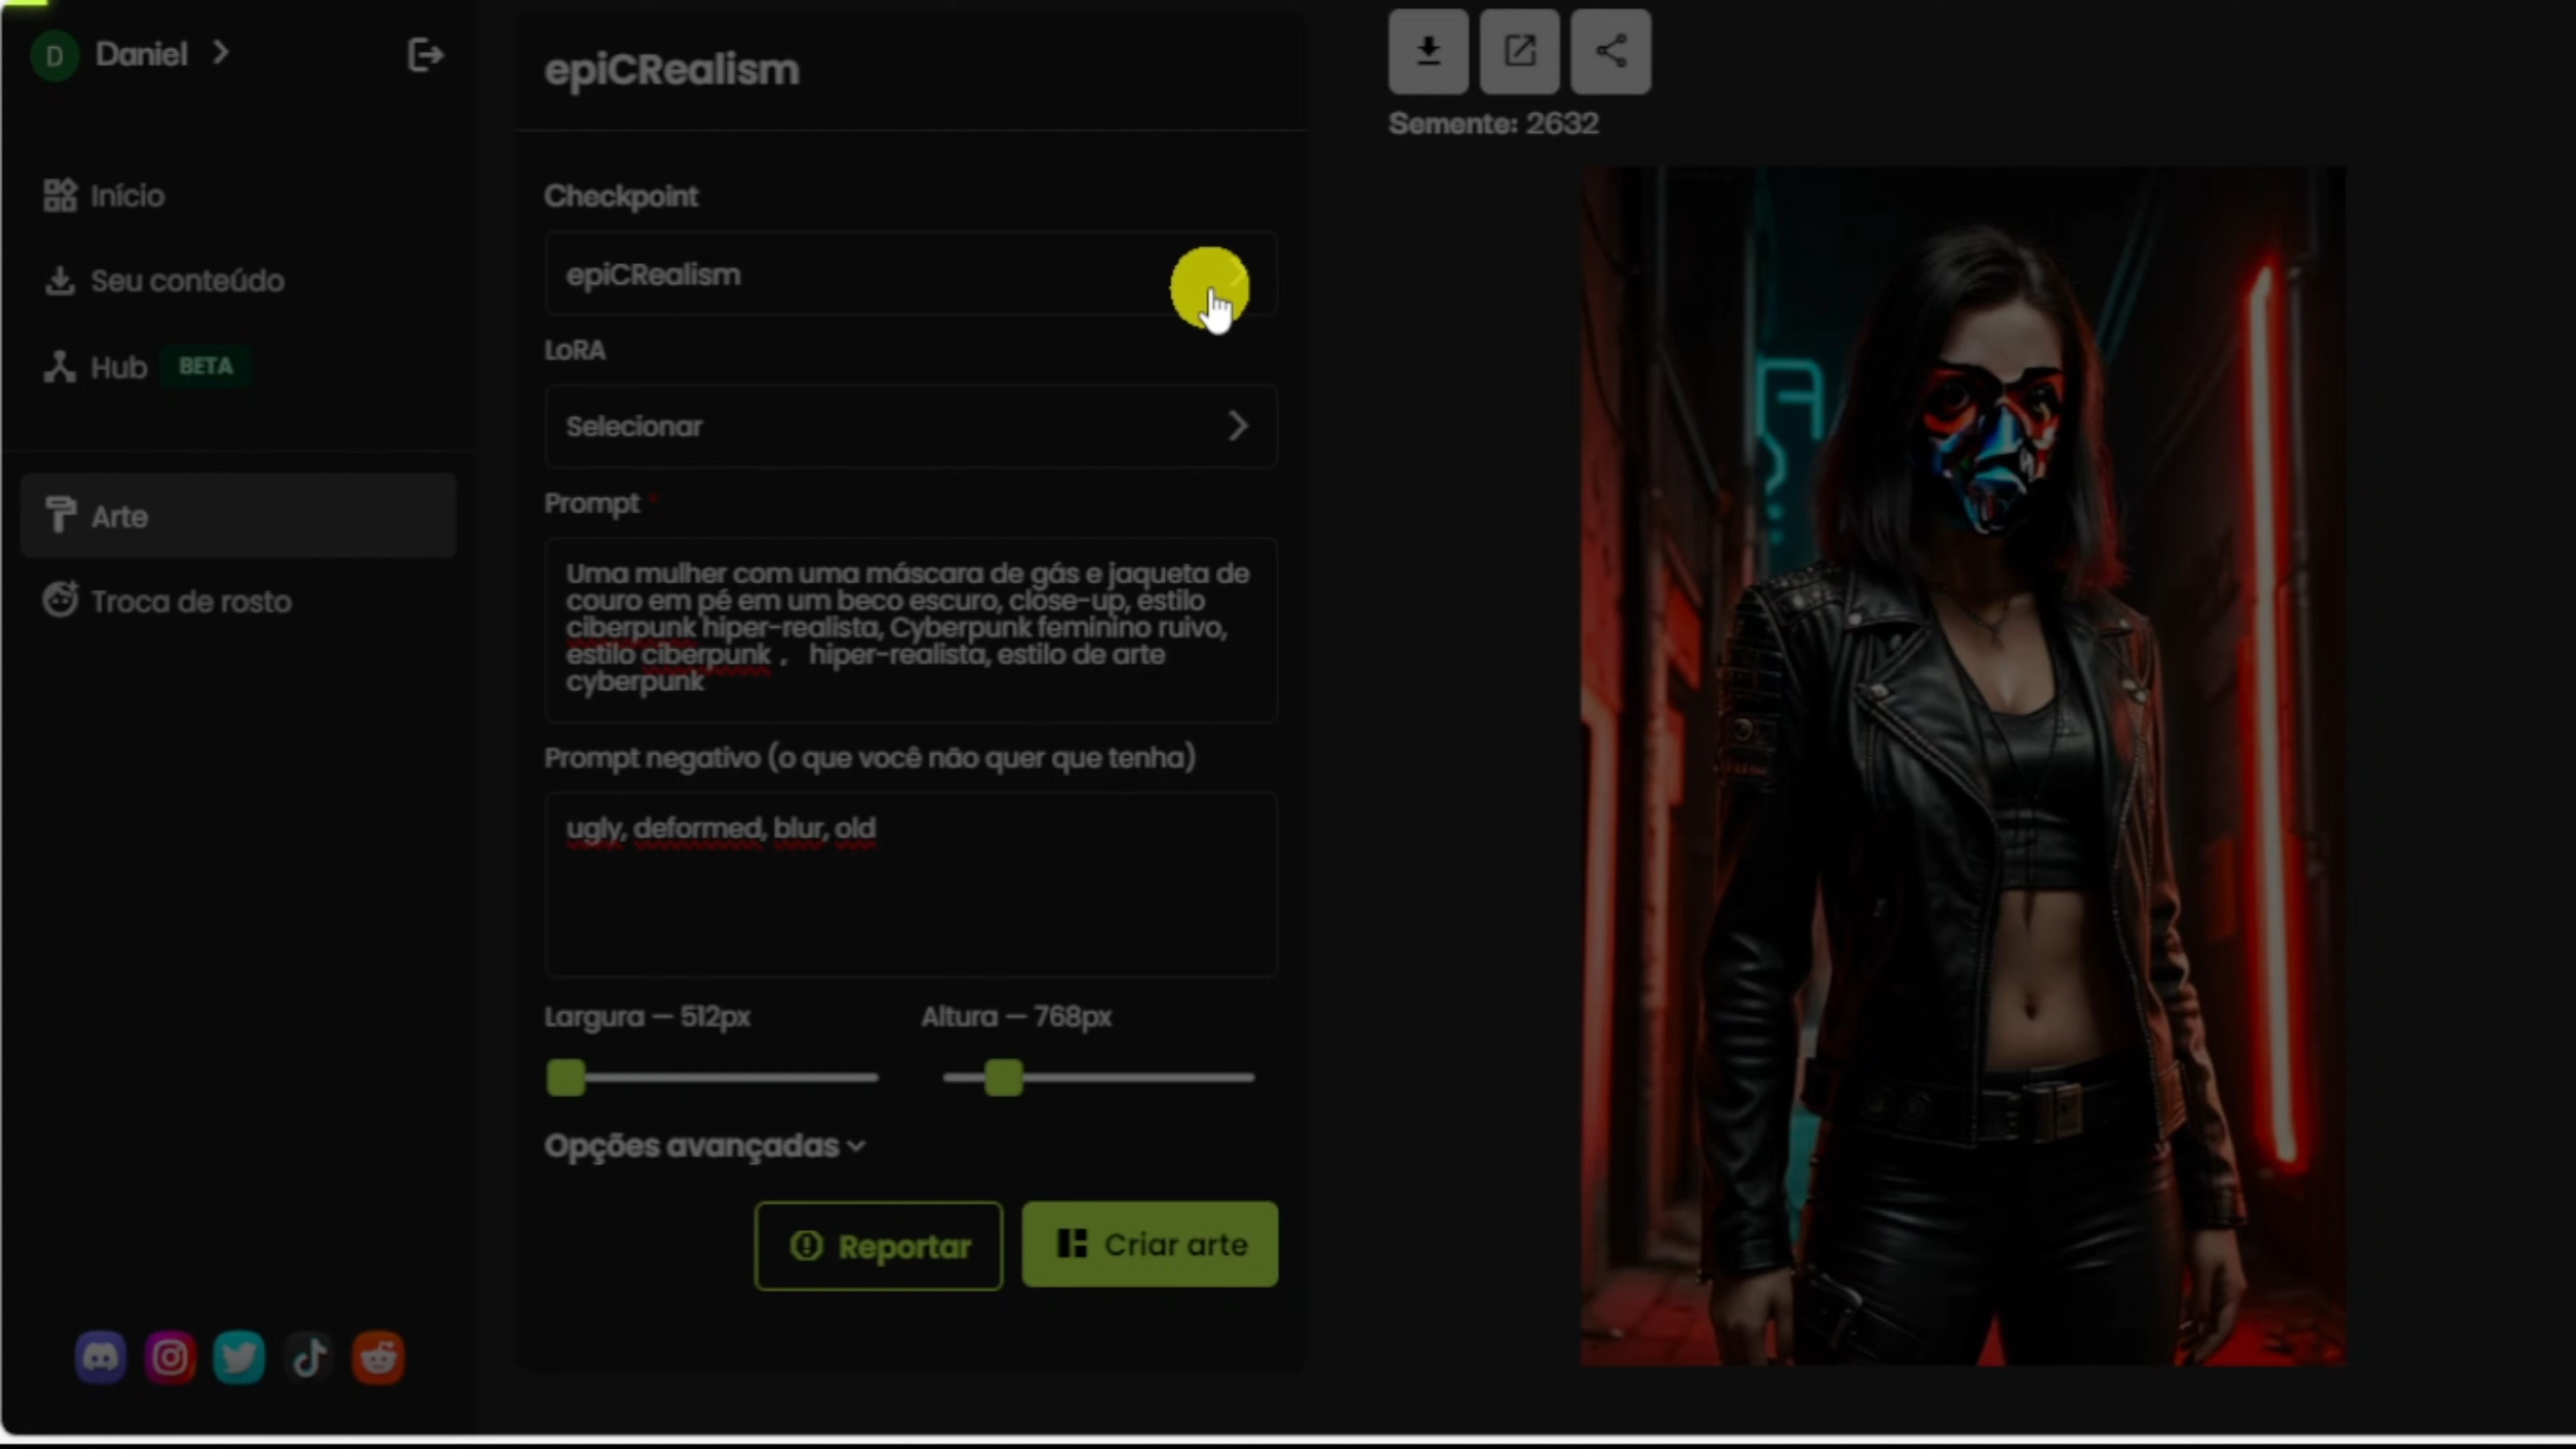 D Daniel
Início
Seu conteúdo
Hub BETA
Arte
Troca de rosto
epiCRealism
Checkpoint
epiCRealism
LoRA
Selecionar
Prompt *
Uma mulher com uma máscara de gás e jaqueta de
couro em pé em um beco escuro, close-up, estilo
ciberpunk hiper-realista, Cyberpunk feminino ruivo,
estilo ciberpunk , hiper-realista, estilo de arte
cyberpunk
Prompt negativo (o que você não quer que tenha)
ugly, deformed, blur, old
Largura — 512px
Altura — 768px
Opções avançadas
Reportar
Criar arte
Semente: 2632